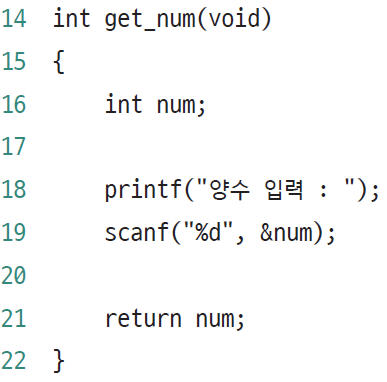 14 int get_num(void)
15 {
16     int num;
17
18     printf("양수 입력 : ");
19     scanf("%d", &num);
20
21     return num;
22 }